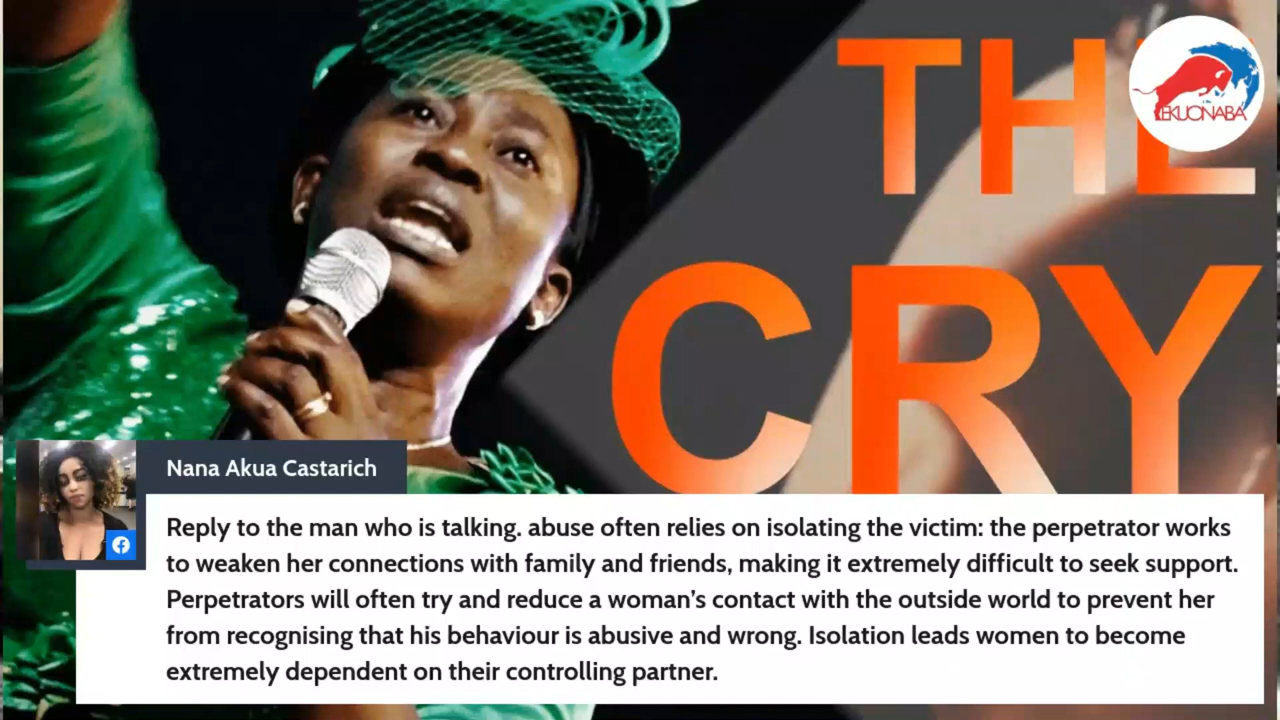 THE
EKUONABA
CRY
Nana Akua Castarich
Reply to the man who is talking. abuse often relies on isolating the victim: the perpetrator works
to weaken her connections with family and friends, making it extremely difficult to seek support.
Perpetrators will often try and reduce a woman's contact with the outside world to prevent her
from recognising that his behaviour is abusive and wrong. Isolation leads women to become
extremely dependent on their controlling partner.